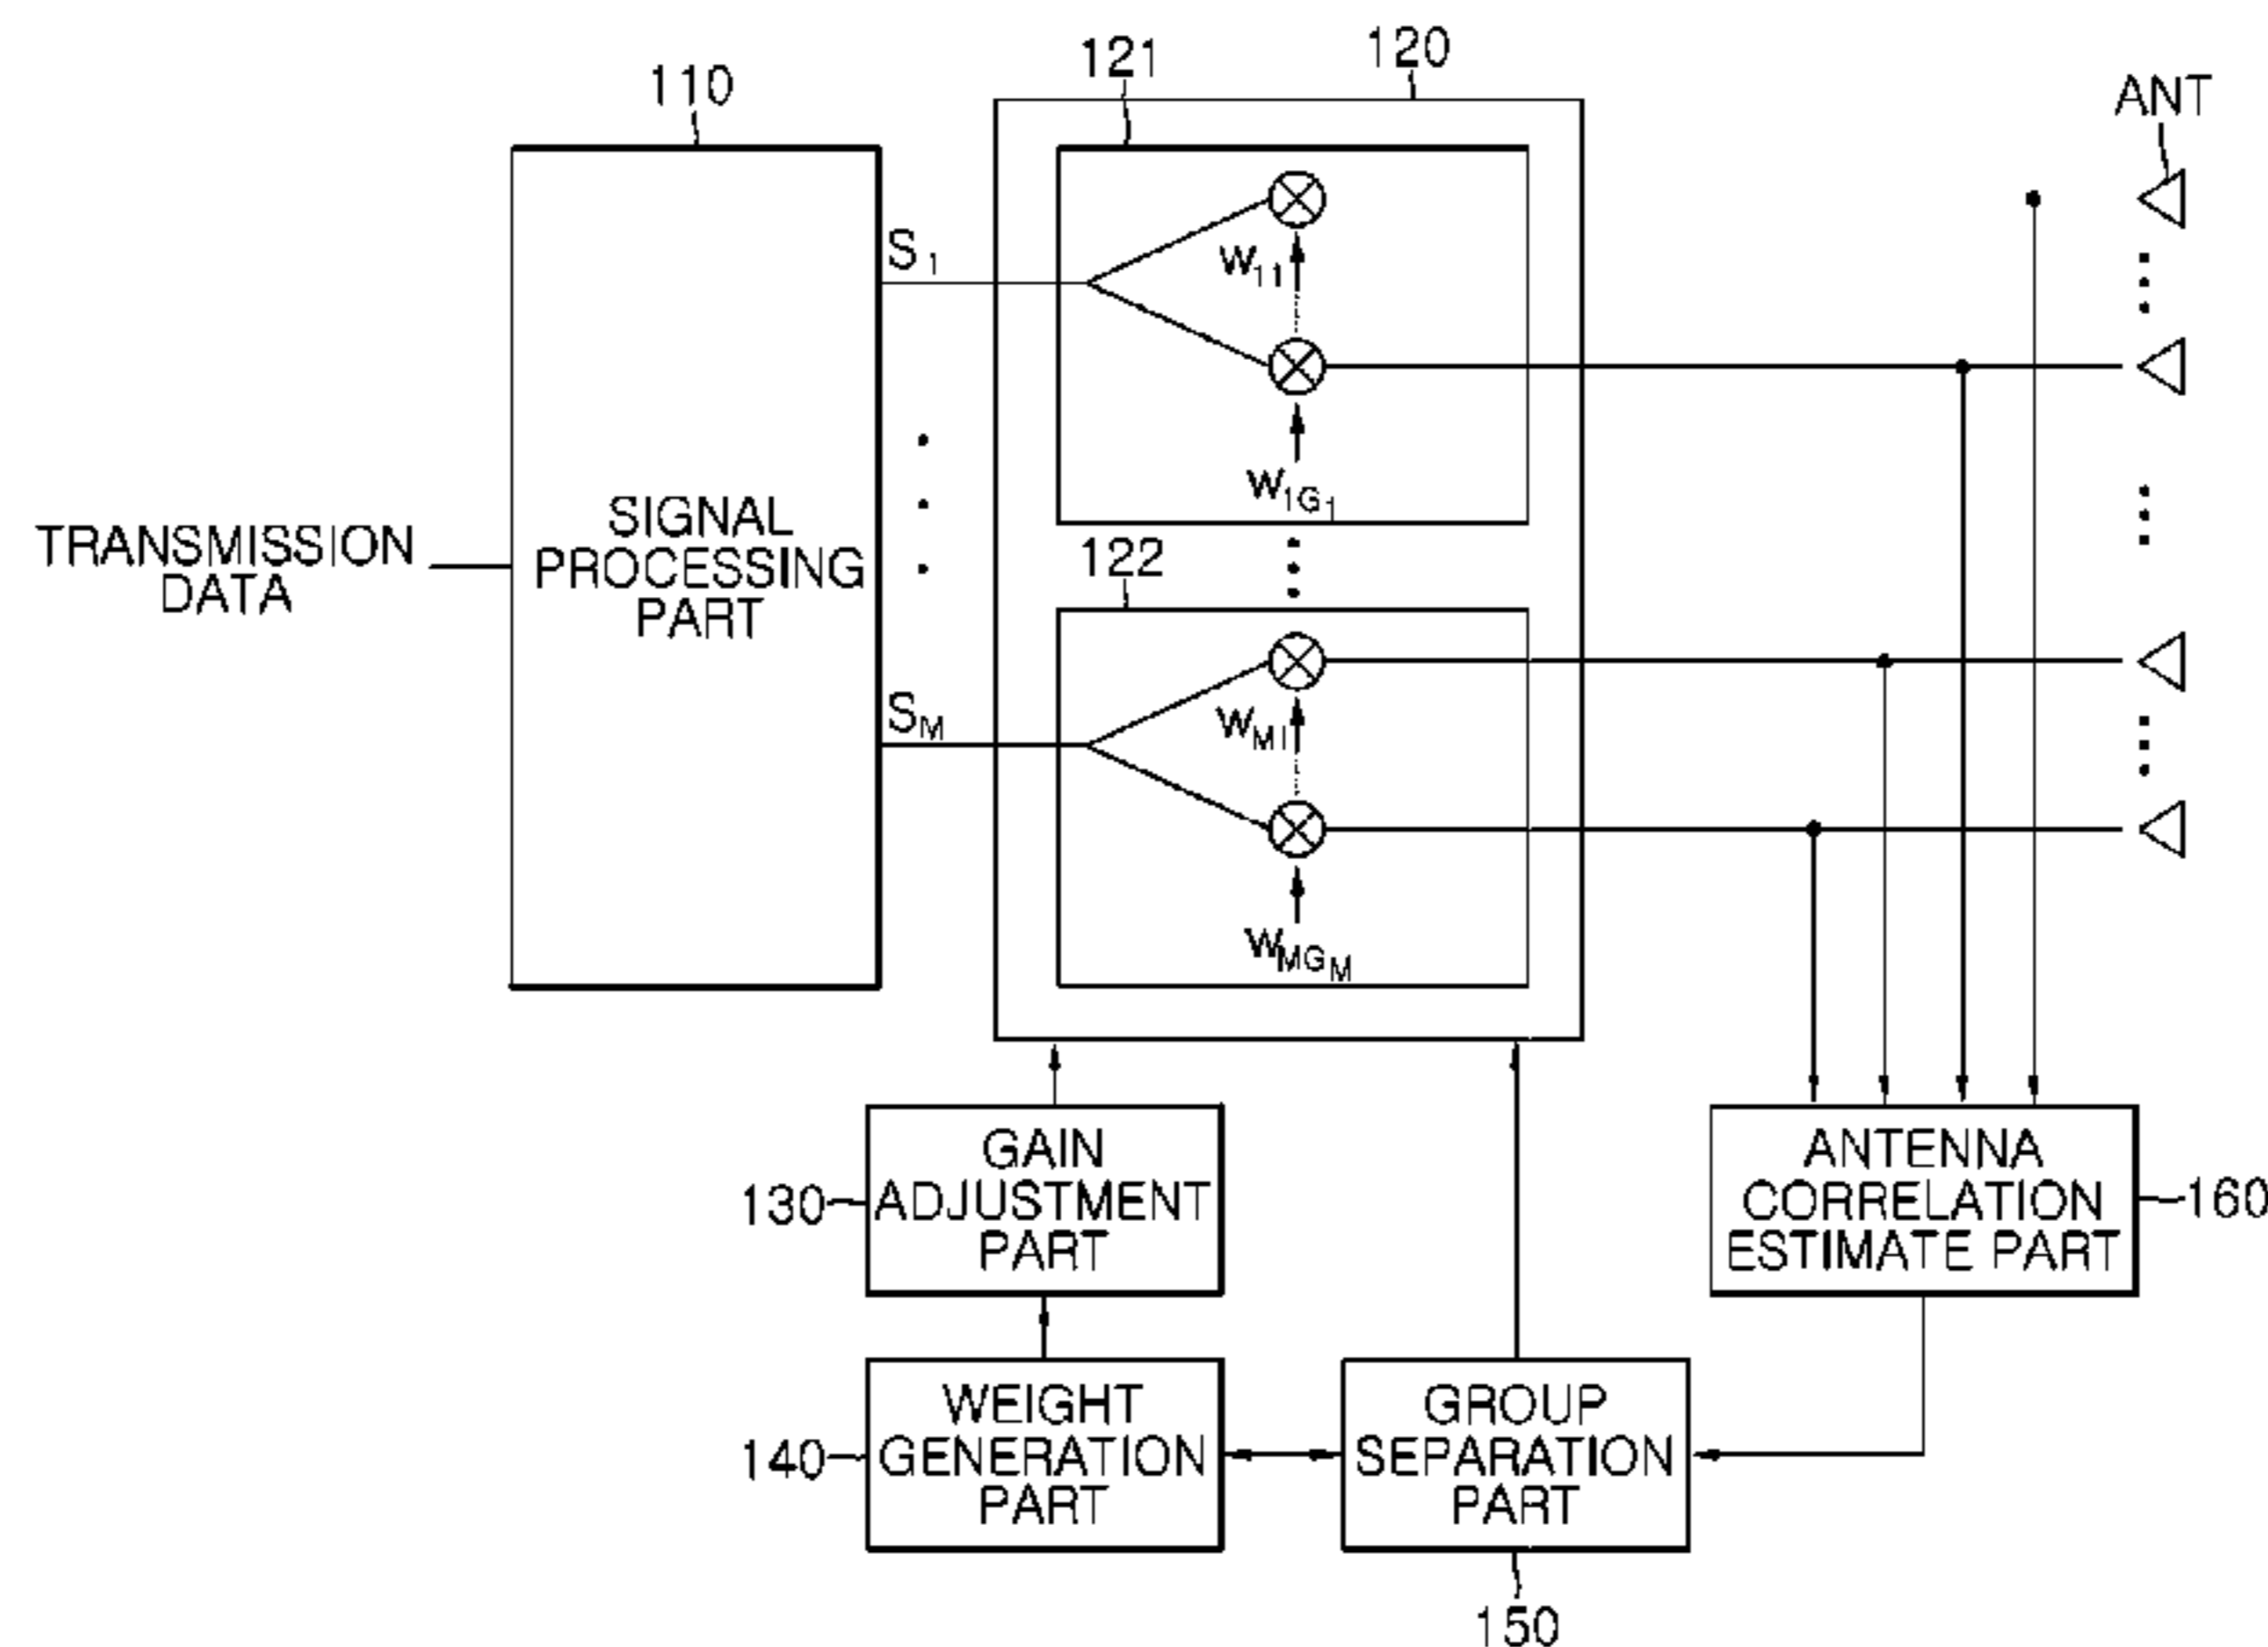 110
121
120
ANT
S1
W11
W1G1
TRANSMISSION
DATA
SIGNAL
PROCESSING
PART
122
SM
WM1
WMGM
130
GAIN
ADJUSTMENT
PART
ANTENNA
CORRELATION
ESTIMATE PART
160
140
WEIGHT
GENERATION
PART
GROUP
SEPARATION
PART
150